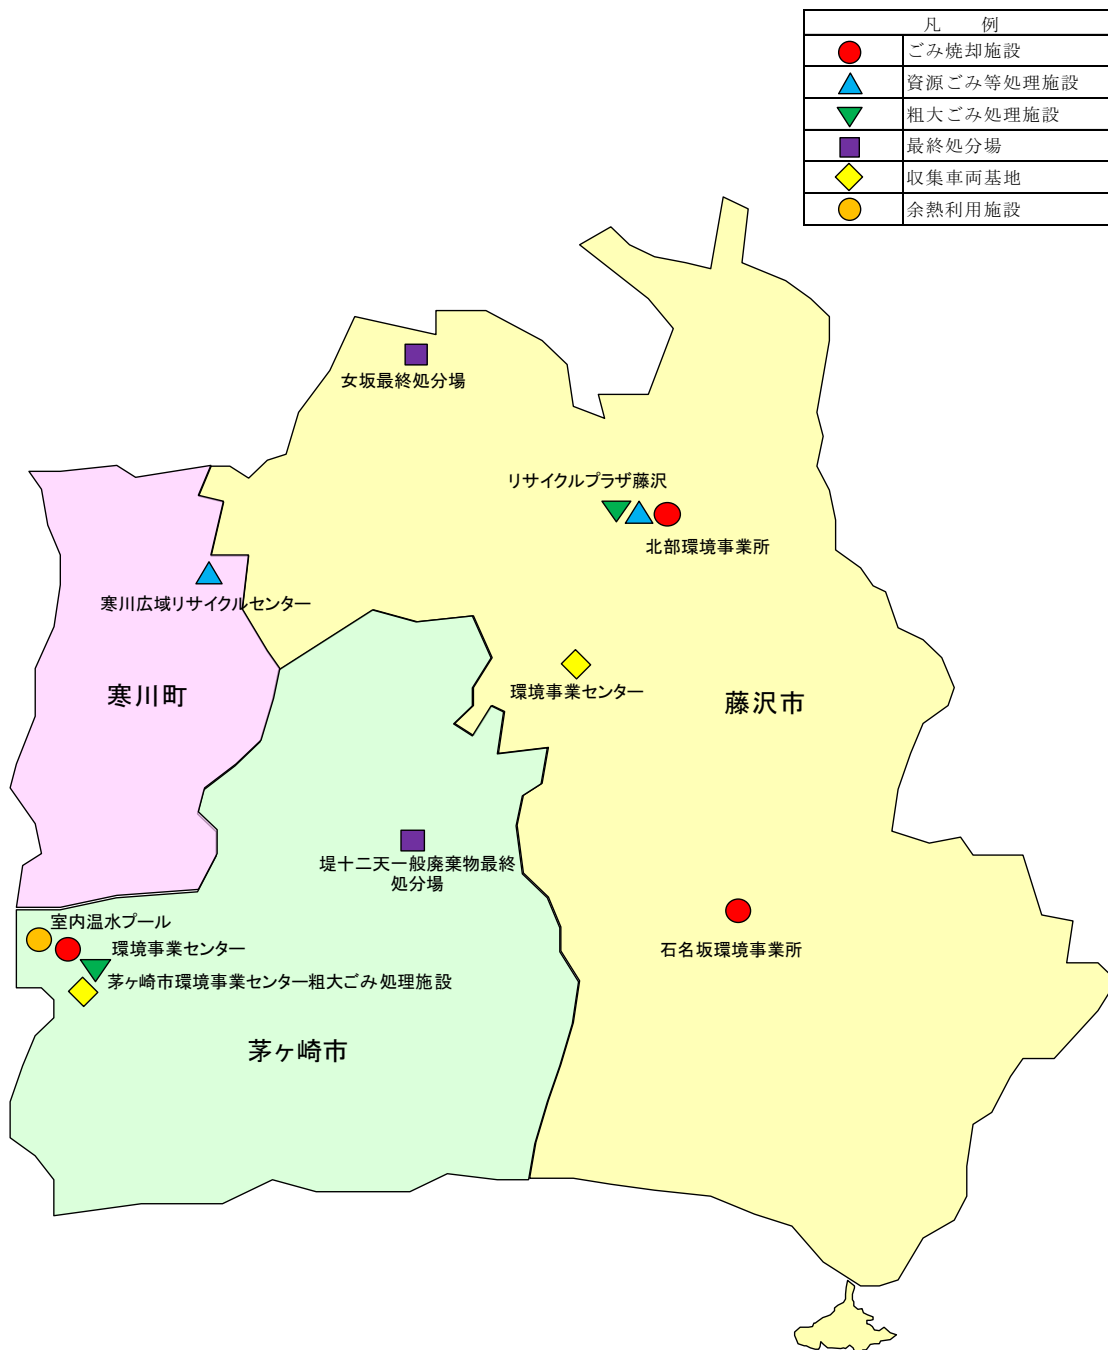 凡　例
ごみ焼却施設
資源ごみ等処理施設
粗大ごみ処理施設
最終処分場
収集車両基地
余熱利用施設
女坂最終処分場
リサイクルプラザ藤沢
北部環境事業所
寒川広域リサイクルセンター
環境事業センター
寒川町
藤沢市
堤十二天一般廃棄物最終
処分場
室内温水プール
環境事業センター
石名坂環境事業所
茅ヶ崎市環境事業センター粗大ごみ処理施設
茅ヶ崎市